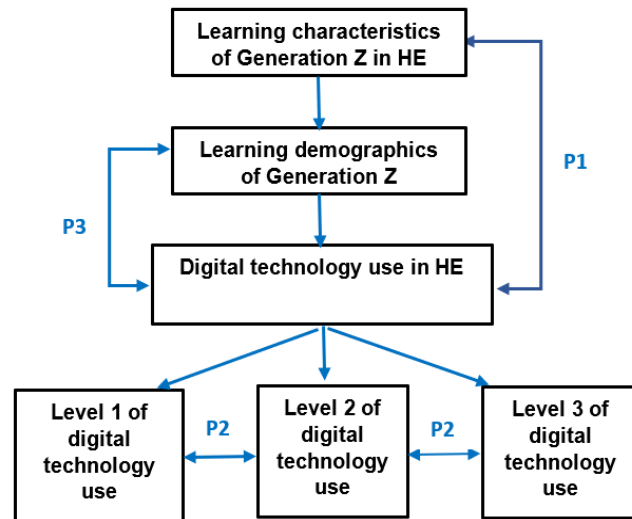 Learning characteristics
of Generation Z in HE
Learning demographics
of Generation Z
P1
P3
Digital technology use in HE
Level 1 of
digital
technology
use
P2
Level 2 of
digital
technology
use
P2
Level 3 of
digital
technology
use